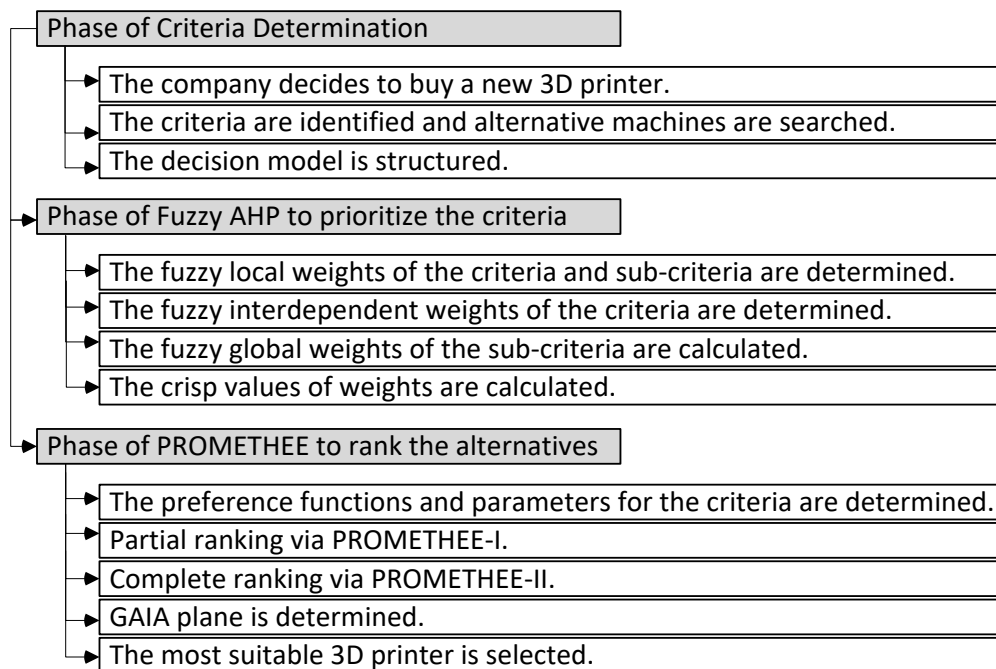 Phase of Criteria Determination
The company decides to buy a new 3D printer.
The criteria are identified and alternative machines are searched.
The decision model is structured.
Phase of Fuzzy AHP to prioritize the criteria
The fuzzy local weights of the criteria and sub-criteria are determined.
The fuzzy interdependent weights of the criteria are determined.
The fuzzy global weights of the sub-criteria are calculated.
The crisp values of weights are calculated.
Phase of PROMETHEE to rank the alternatives
The preference functions and parameters for the criteria are determined.
Partial ranking via PROMETHEE-I.
Complete ranking via PROMETHEE-II.
GAIA plane is determined.
The most suitable 3D printer is selected.